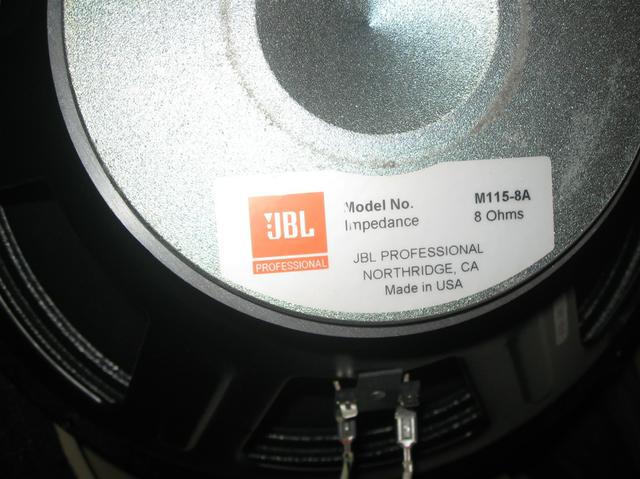 JBL
PROFESSIONAL
Model No. M115-8A
Impedance 8 Ohms
JBL PROFESSIONAL
NORTHRIDGE, CA
Made in USA